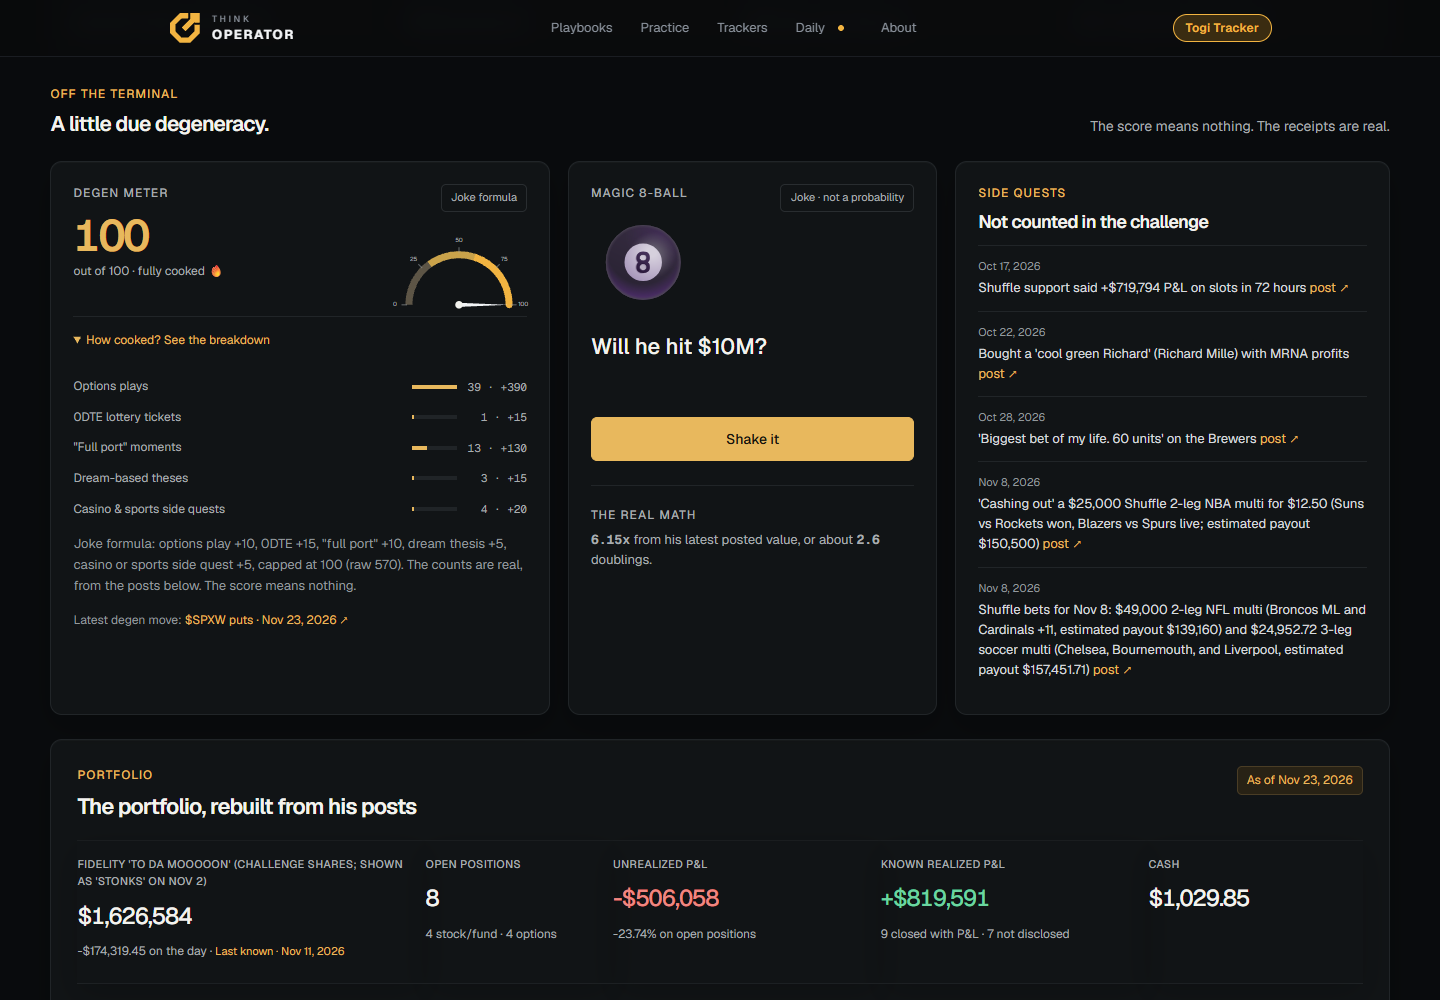 THINK
OPERATOR
Playbooks
Practice
Trackers
Daily
About
Togi Tracker
OFF THE TERMINAL
A little due degeneracy.
The score means nothing. The receipts are real.
DEGEN METER
Joke formula
100
out of 100 · fully cooked 🔥
0
25
50
75
100
▼ How cooked? See the breakdown
Options plays 39 · +390
0DTE lottery tickets 1 · +15
"Full port" moments 13 · +130
Dream-based theses 3 · +15
Casino & sports side quests 4 · +20
Joke formula: options play +10, 0DTE +15, "full port" +10, dream thesis +5,
casino or sports side quest +5, capped at 100 (raw 570). The counts are real,
from the posts below. The score means nothing.
Latest degen move: $SPXW puts · Nov 23, 2026 ↗
MAGIC 8-BALL
Joke · not a probability
8
Will he hit $10M?
Shake it
THE REAL MATH
6.15x from his latest posted value, or about 2.6
doublings.
SIDE QUESTS
Not counted in the challenge
Oct 17, 2026
Shuffle support said +$719,794 P&L on slots in 72 hours post ↗
Oct 22, 2026
Bought a 'cool green Richard' (Richard Mille) with MRNA profits
post ↗
Oct 28, 2026
'Biggest bet of my life. 60 units' on the Brewers post ↗
Nov 8, 2026
'Cashing out' a $25,000 Shuffle 2-leg NBA multi for $12.50 (Suns
vs Rockets won, Blazers vs Spurs live; estimated payout
$150,500) post ↗
Nov 8, 2026
Shuffle bets for Nov 8: $49,000 2-leg NFL multi (Broncos ML and
Cardinals +11, estimated payout $139,160) and $24,952.72 3-leg
soccer multi (Chelsea, Bournemouth, and Liverpool, estimated
payout $157,451.71) post ↗
PORTFOLIO
The portfolio, rebuilt from his posts
As of Nov 23, 2026
FIDELITY 'TO DA MOOOOON' (CHALLENGE SHARES; SHOWN
AS 'STONKS' ON NOV 2)
$1,626,584
-$174,319.45 on the day · Last known · Nov 11, 2026
OPEN POSITIONS
8
4 stock/fund · 4 options
UNREALIZED P&L
-$506,058
-23.74% on open positions
KNOWN REALIZED P&L
+$819,591
9 closed with P&L · 7 not disclosed
CASH
$1,029.85